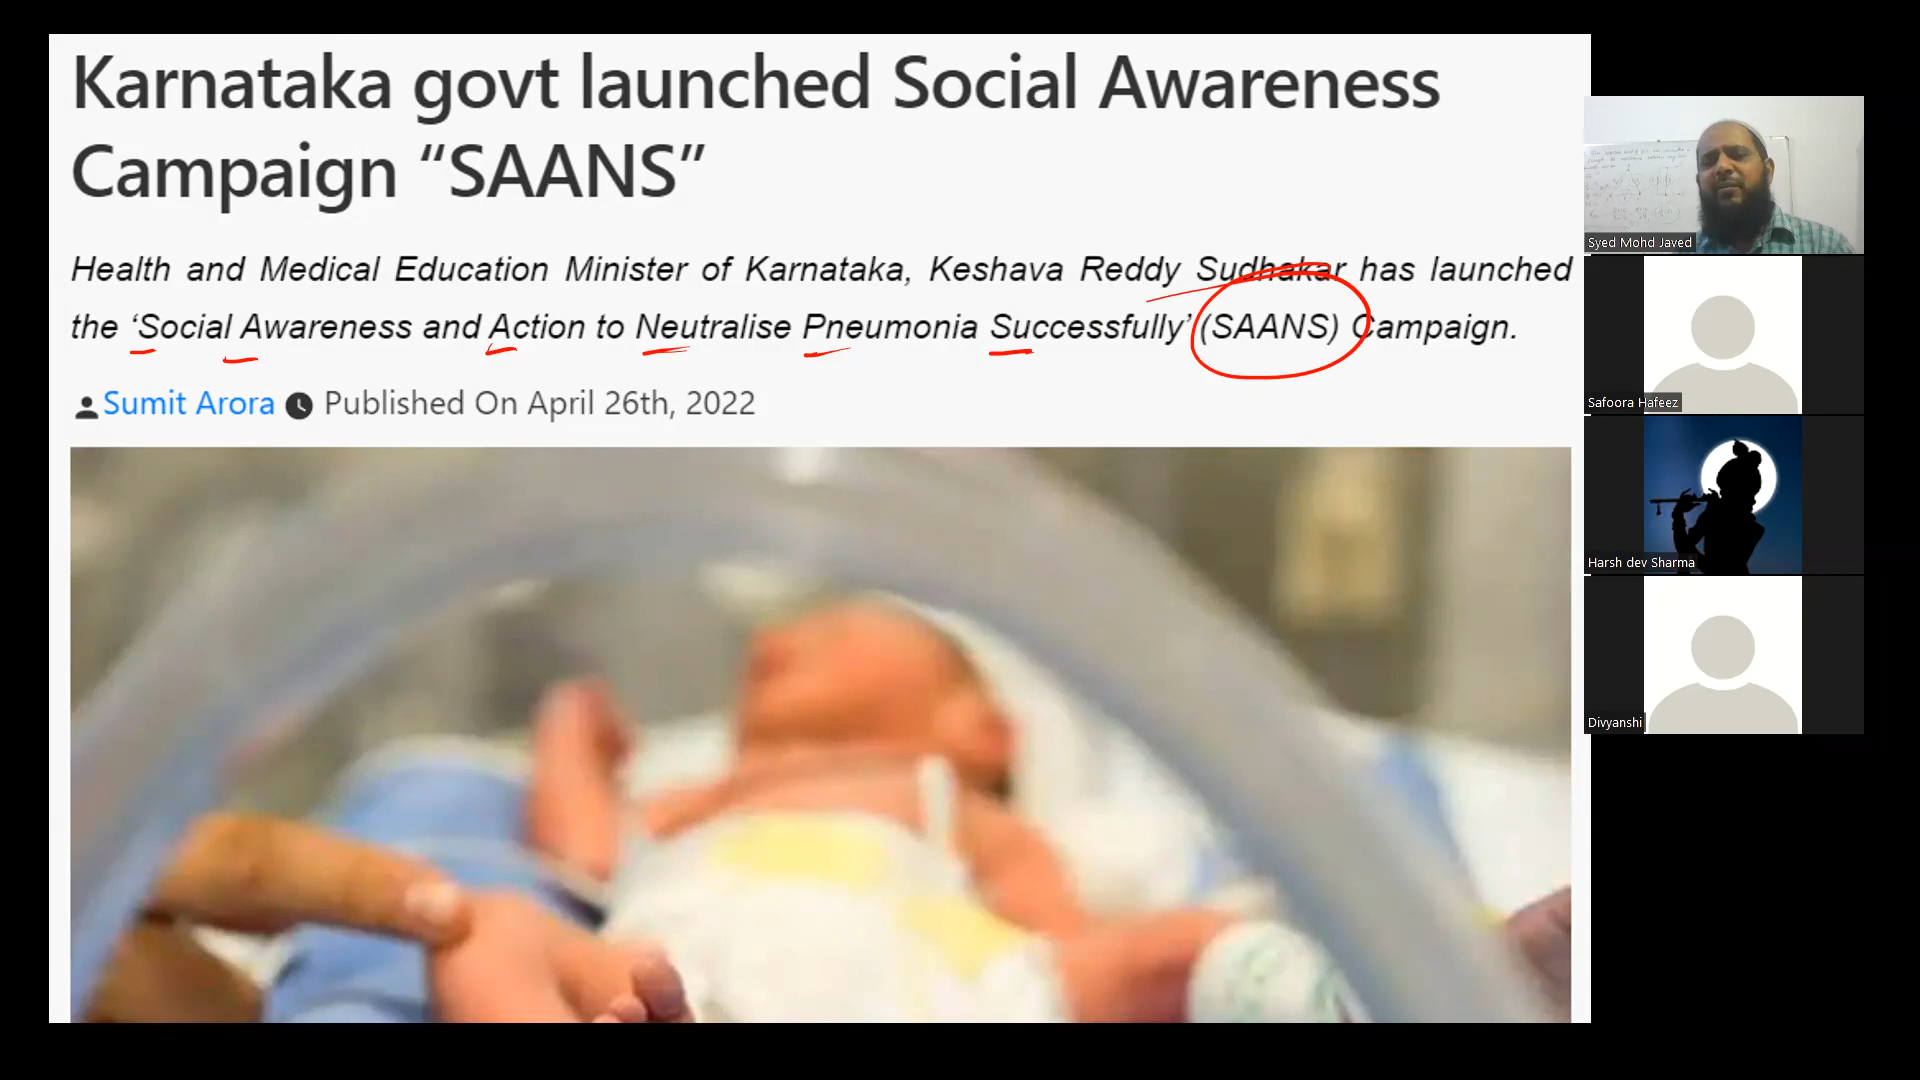 Karnataka govt launched Social Awareness
Campaign “SAANS”
Health and Medical Education Minister of Karnataka, Keshava Reddy Sudhakar has launched
the ‘Social Awareness and Action to Neutralise Pneumonia Successfully’ (SAANS) Campaign.
Sumit Arora Published On April 26th, 2022
Syed Mohd Javed
Safoora Hafeez
Harsh dev Sharma
Divyanshi